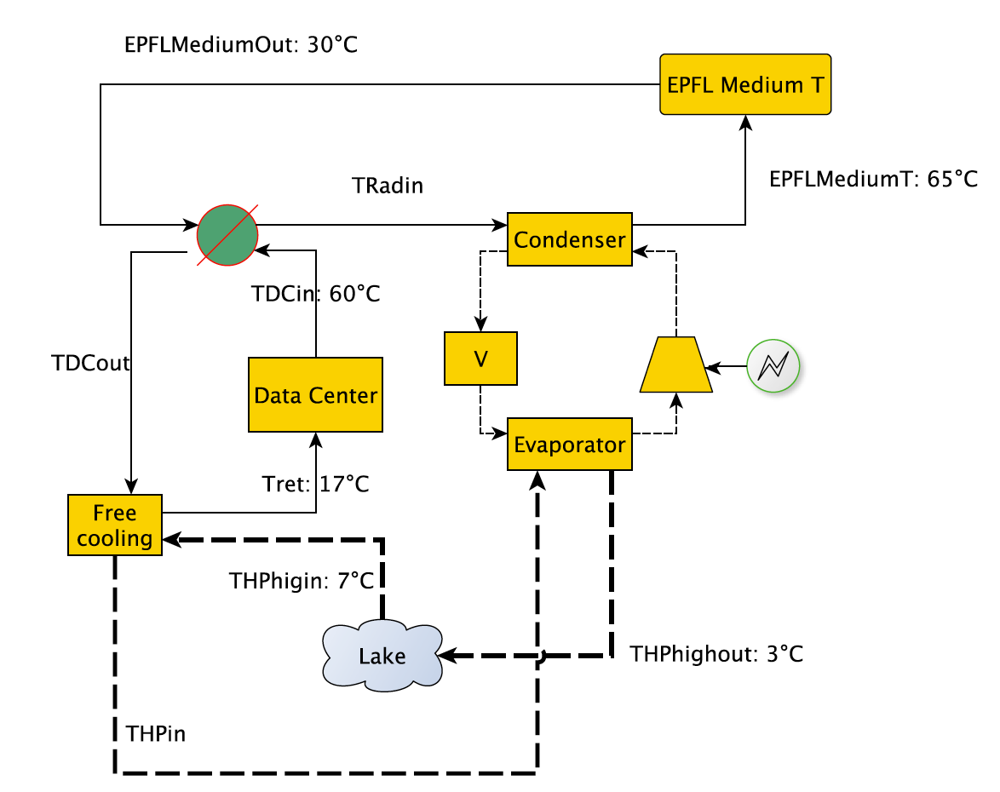 EPFLMediumOut: 30°C
EPFL Medium T
TRadin
EPFLMediumT: 65°C
Condenser
TDCin: 60°C
TDCout
V
Data Center
Evaporator
Tret: 17°C
Free
cooling
THPhigin: 7°C
Lake
THPhighout: 3°C
THPin